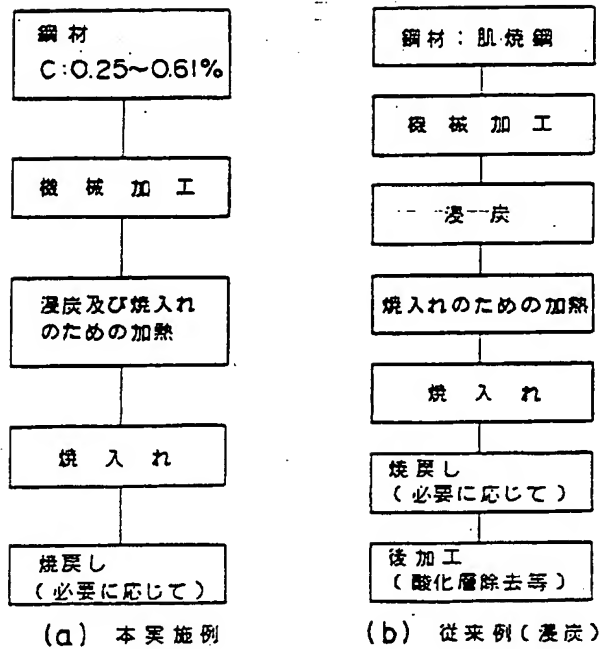 鋼材
C:0.25～0.61%
機械加工
浸炭及び焼入れ
のための加熱
焼入れ
焼戻し
(必要に応じて)
(a) 本実施例
鋼材：肌焼鋼
機械加工
浸炭
焼入れのための加熱
焼入れ
焼戻し
(必要に応じて)
後加工
(酸化層除去等)
(b) 従来例(浸炭)